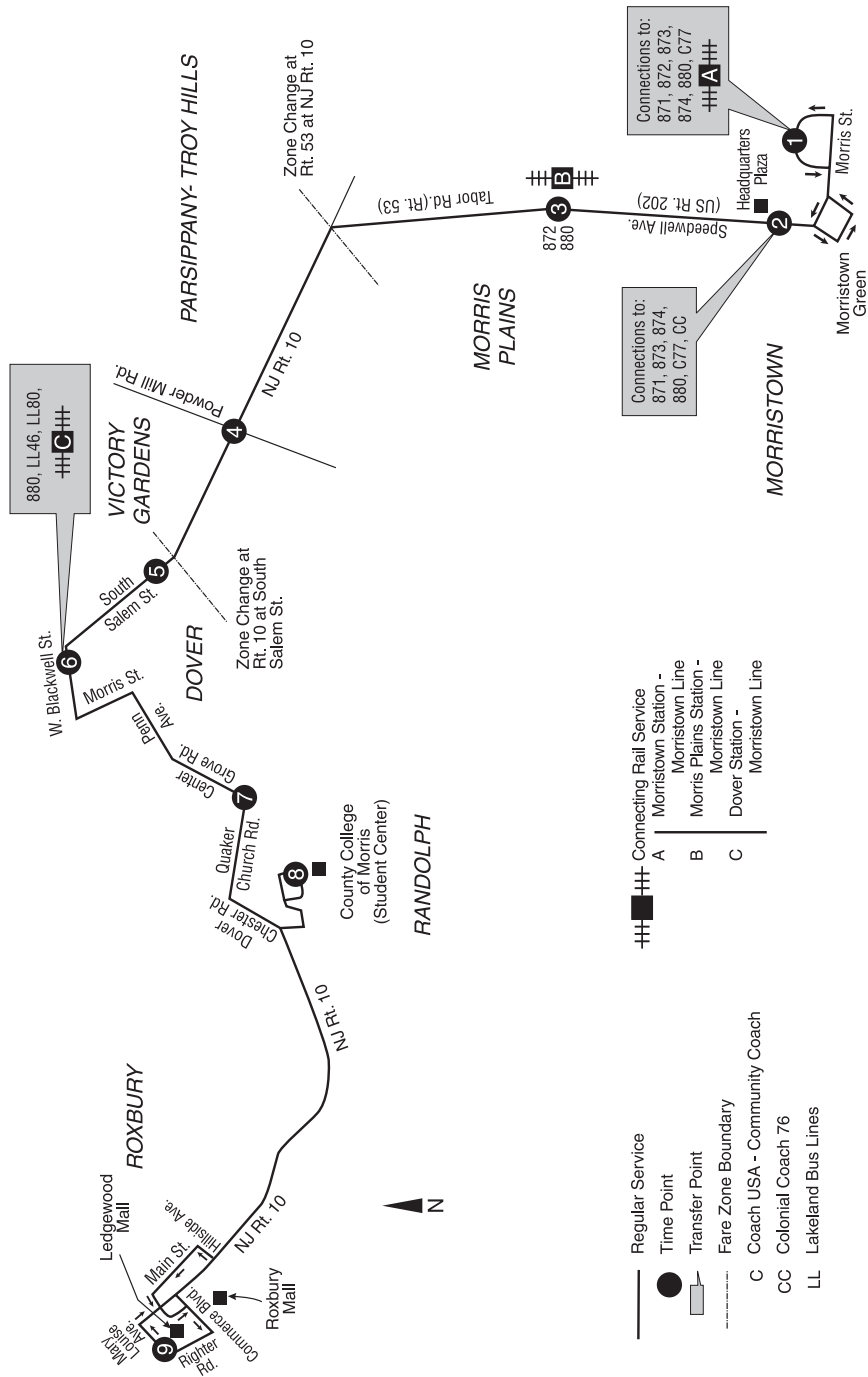 ROXBURY
Ledgewood
Mall
Main St.
Hillside Ave.
Mary
Louise
Ave.
9
Righter
Rd.
Commerce Blvd.
Roxbury
Mall
NJ Rt. 10
N
NJ Rt. 10
Dover
Chester Rd.
8
County College
of Morris
(Student Center)
RANDOLPH
Quaker
Church Rd.
7
Center
Grove Rd.
Penn
Ave.
Morris St.
W. Blackwell St.
6
880, LL46, LL80,
C
South
Salem St.
5
DOVER
VICTORY
GARDENS
Zone Change at
Rt. 10 at South
Salem St.
4
Powder Mill Rd.
NJ Rt. 10
PARSIPPANY- TROY HILLS
Zone Change at
Rt. 53 at NJ Rt. 10
Tabor Rd.(Rt. 53)
MORRIS
PLAINS
872
880
3
B
Speedwell Ave.
(US Rt. 202)
Headquarters
Plaza
2
Connections to:
871, 873, 874,
880, C77, CC
Connections to:
871, 872, 873,
874, 880, C77
A
1
Morris St.
Morristown
Green
MORRISTOWN
Regular Service
Time Point
Transfer Point
Fare Zone Boundary
C Coach USA - Community Coach
CC Colonial Coach 76
LL Lakeland Bus Lines
Connecting Rail Service
A Morristown Station -
Morristown Line
B Morris Plains Station -
Morristown Line
C Dover Station -
Morristown Line